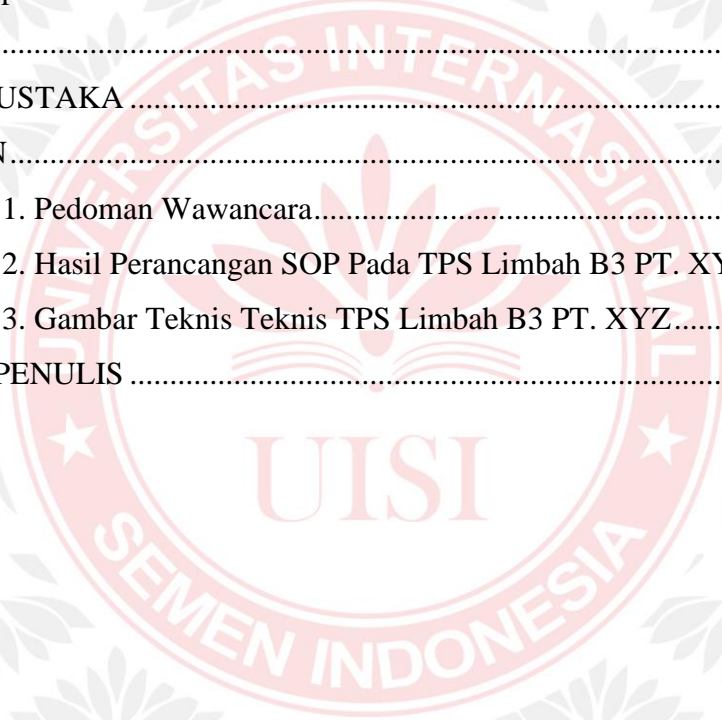 USTAKA ..........................................................................
N..........................................................................................
1. Pedoman Wawancara....................................................
2. Hasil Perancangan SOP Pada TPS Limbah B3 PT. XY
3. Gambar Teknis Teknis TPS Limbah B3 PT. XYZ.......
PENULIS ..........................................................................
UNIVERSITAS INTERNASIONAL
UISI
SEMEN INDONESIA